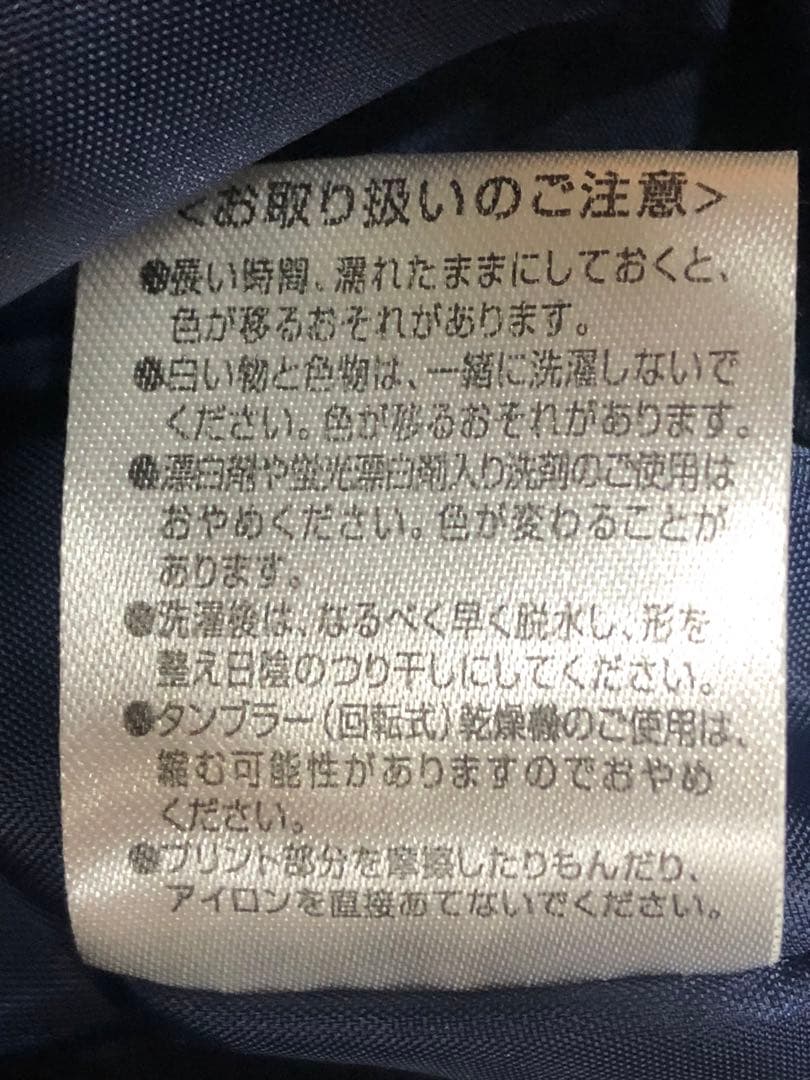 <お取り扱いのご注意>
●長い時間、濡れたままにしておくと、
色が移るおそれがあります。
●白い物と色物は、一緒に洗濯しないで
ください。色が移るおそれがあります。
●漂白剤や蛍光漂白剤入り洗剤のご使用は
おやめください。色が変わることが
あります。
●洗濯後は、なるべく早く脱水し、形を
整え日陰のつり干しにしてください。
●タンブラー(回転式)乾燥機のご使用は、
縮む可能性がありますのでおやめ
ください。
●プリント部分を摩擦したりもんだり、
アイロンを直接あてないでください。